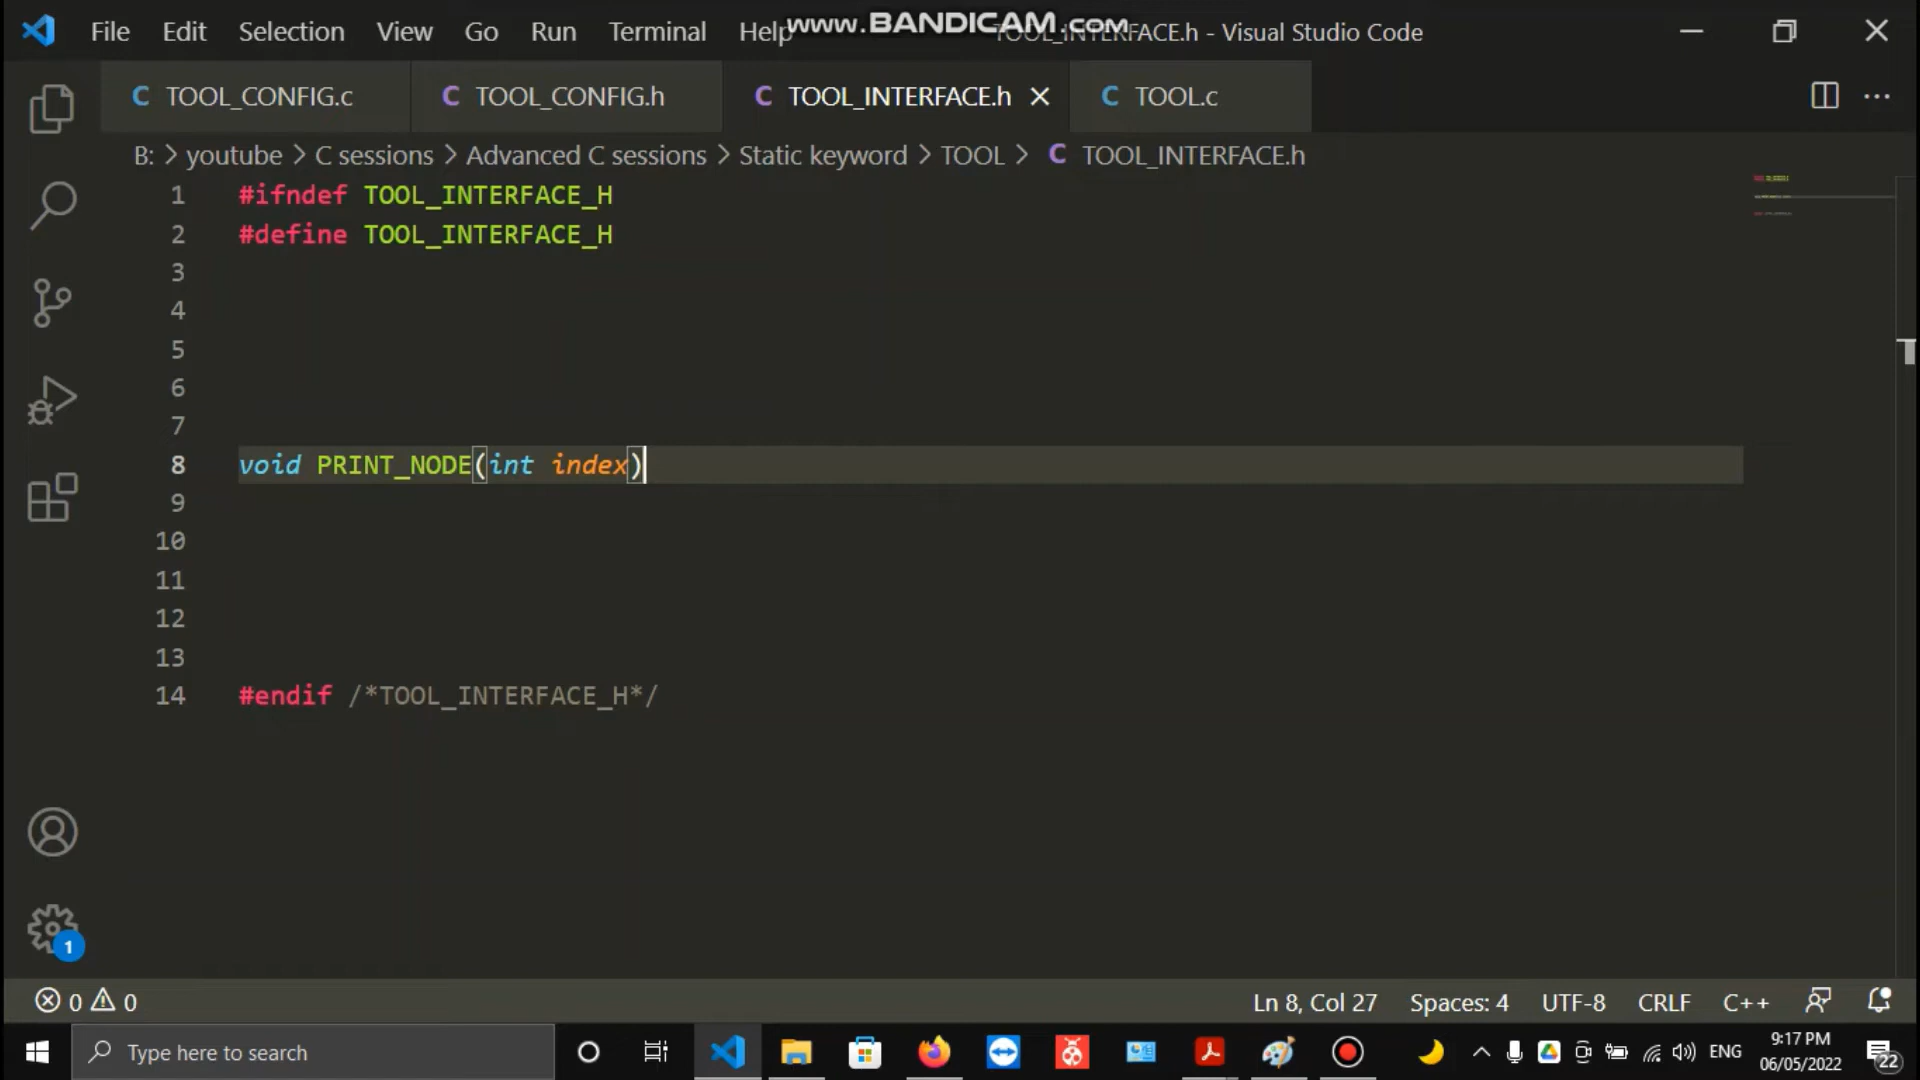 File Edit Selection View Go Run Terminal Help www.BANDICAM.com TOOL_INTERFACE.h - Visual Studio Code
TOOL_CONFIG.c TOOL_CONFIG.h TOOL_INTERFACE.h TOOL.c
B: > youtube > C sessions > Advanced C sessions > Static keyword > TOOL > C TOOL_INTERFACE.h
1 #ifndef TOOL_INTERFACE_H
2 #define TOOL_INTERFACE_H
3
4
5
6
7
8 void PRINT_NODE(int index)
9
10
11
12
13
14 #endif /*TOOL_INTERFACE_H*/
1
0 0 Ln 8, Col 27 Spaces: 4 UTF-8 CRLF C++
Type here to search ENG 9:17 PM
06/05/2022 22